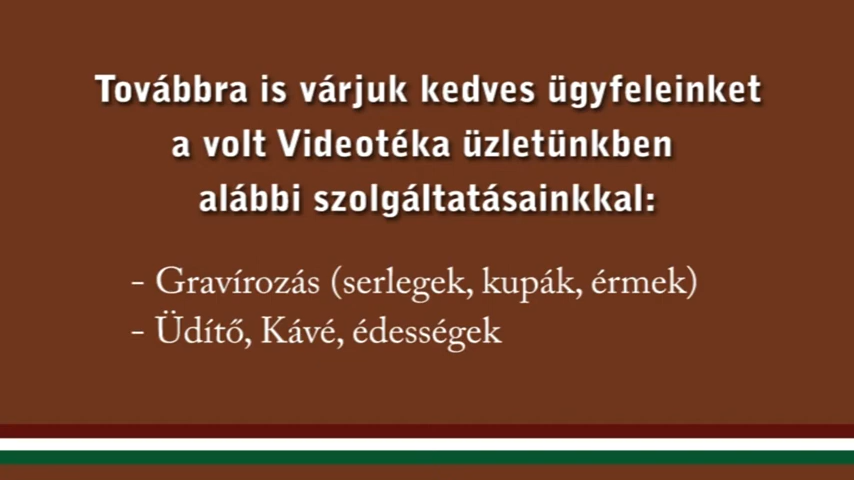 Továbbra is várjuk kedves ügyfeleinket
a volt Videotéka üzletünkben
alábbi szolgáltatásainkkal:
- Gravírozás (serlegek, kupák, érmek)
- Üdítő, Kávé, édességek